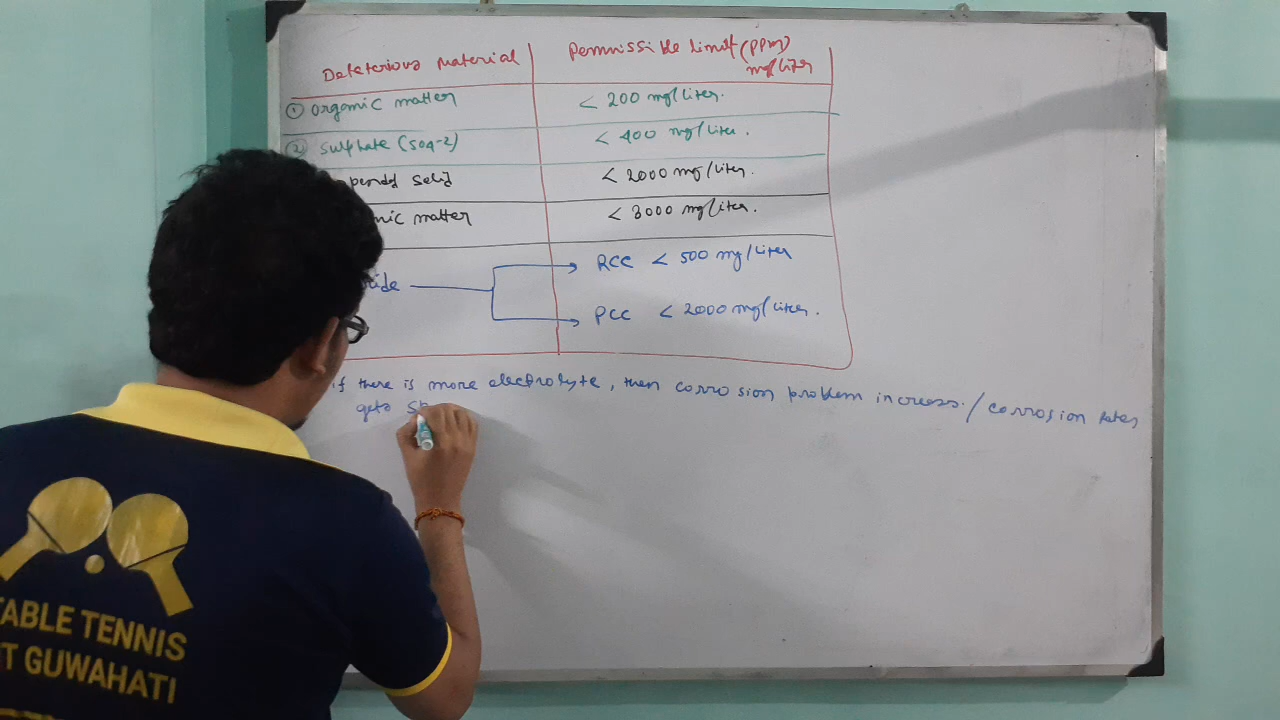 Deleterious Material
Permissible limit (PPM)
mg/liter
① Organic matter
< 200 mg/liter.
② Sulphate (SO4-2)
< 400 mg/liter.
pended Solid
< 2000 mg/liter.
nic matter
< 3000 mg/liter.
ide
RCC < 500 mg/liter
PCC < 2000 mg/liter.
if there is more electrolyte, then corrosion problem increases. / corrosion rates
gets sp
TABLE TENNIS
T GUWAHATI